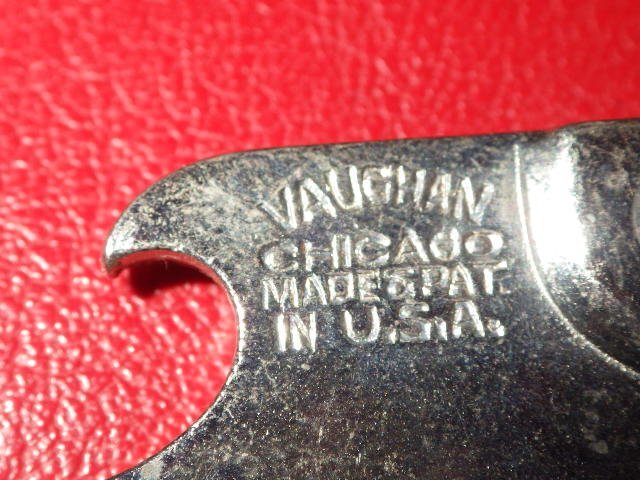 VAUGHAN
CHICAGO
MADE & PAT.
IN U.S.A.